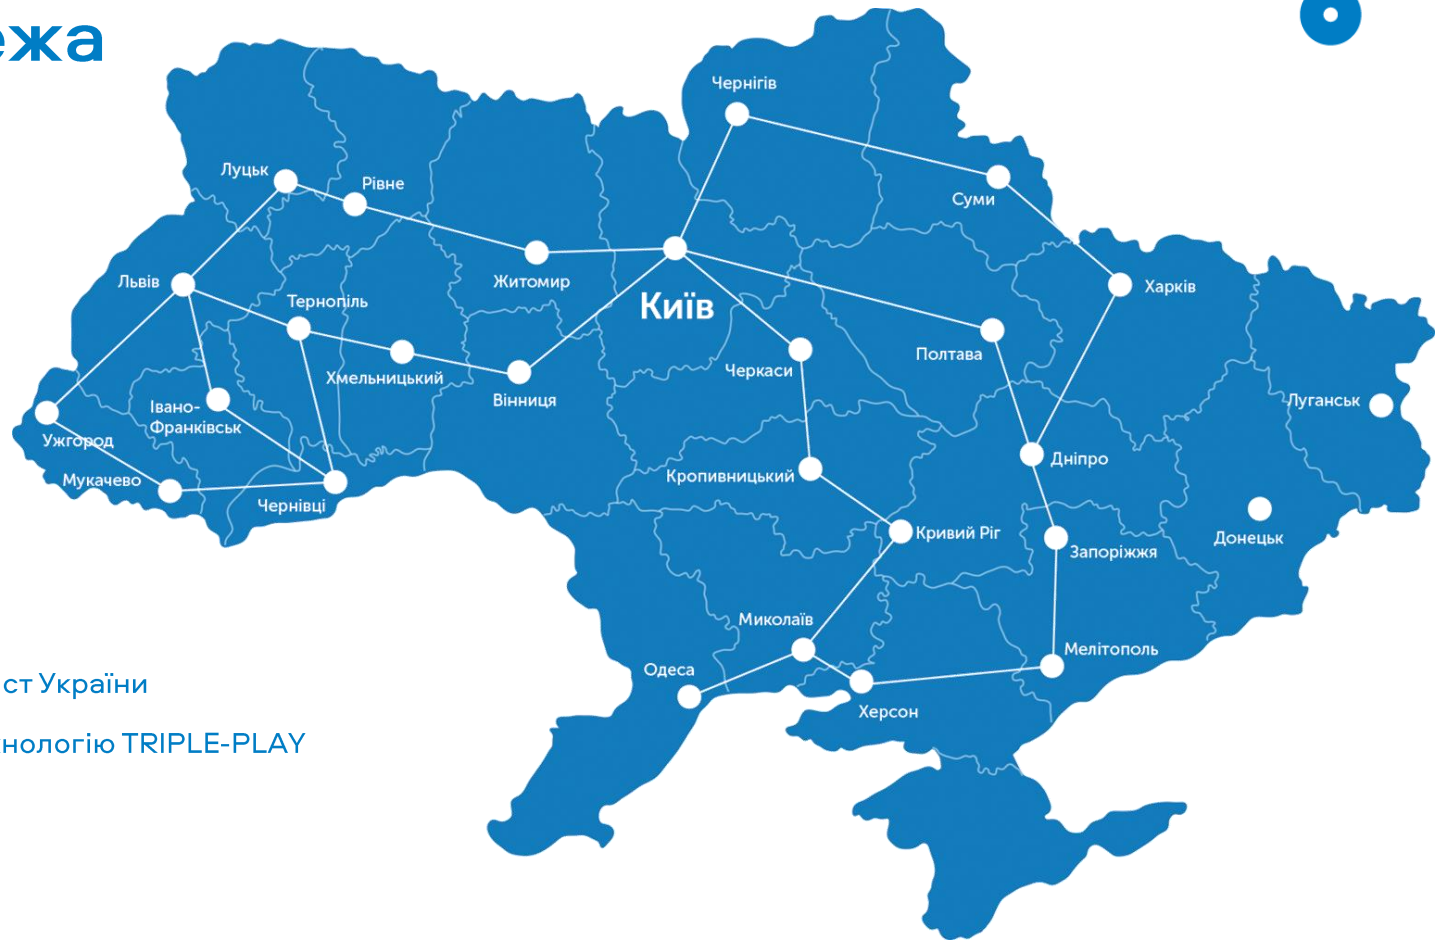 ежа
Чернігів
Луцьк
Рівне
Суми
Львів
Тернопіль
Житомир
Київ
Харків
Хмельницький
Вінниця
Черкаси
Полтава
Луганськ
Івано-
Франківськ
Ужгород
Мукачево
Чернівці
Кропивницький
Дніпро
Кривий Ріг
Запоріжжя
Донецьк
Миколаїв
Одеса
Мелітополь
Херсон
ст України
нологію TRIPLE-PLAY